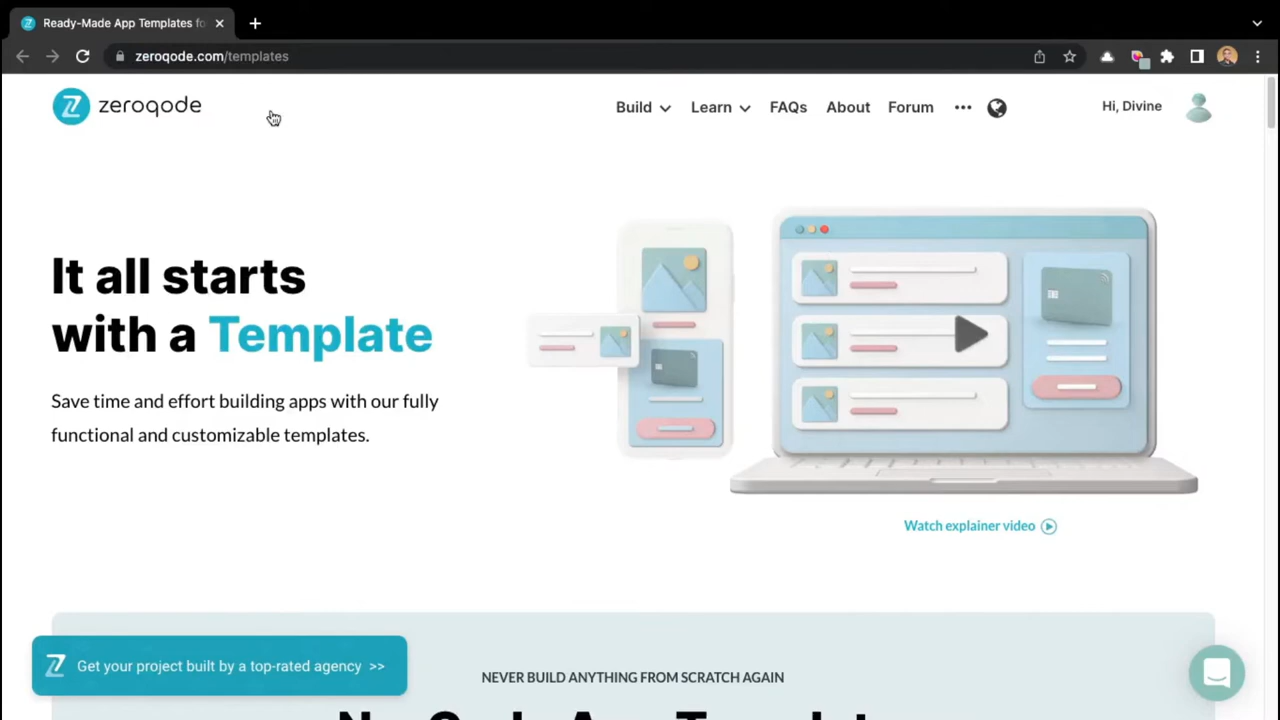 Ready-Made App Templates fo
zeroqode.com/templates
zeroqode
Build
Learn
FAQs
About
Forum
Hi, Divine
It all starts
with a Template
Save time and effort building apps with our fully
functional and customizable templates.
Watch explainer video
Get your project built by a top-rated agency >>
NEVER BUILD ANYTHING FROM SCRATCH AGAIN